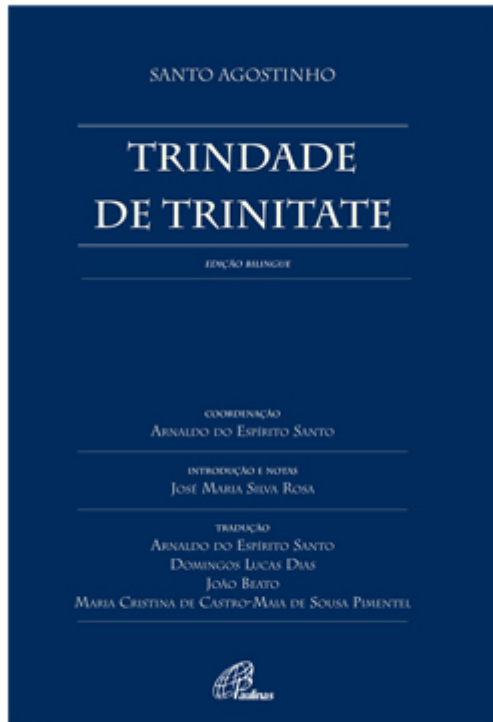 SANTO AGOSTINHO
TRINDADE
DE TRINITATE
EDIÇÃO BILINGUE
COORDENAÇÃO
ARNALDO DO ESPÍRITO SANTO
INTRODUÇÃO E NOTAS
JOSÉ MARIA SILVA ROSA
TRADUÇÃO
ARNALDO DO ESPÍRITO SANTO
DOMINGOS LUCAS DIAS
JOÃO BEATO
MARIA CRISTINA DE CASTRO-MAIA DE SOUSA PIMENTEL
Paulinas